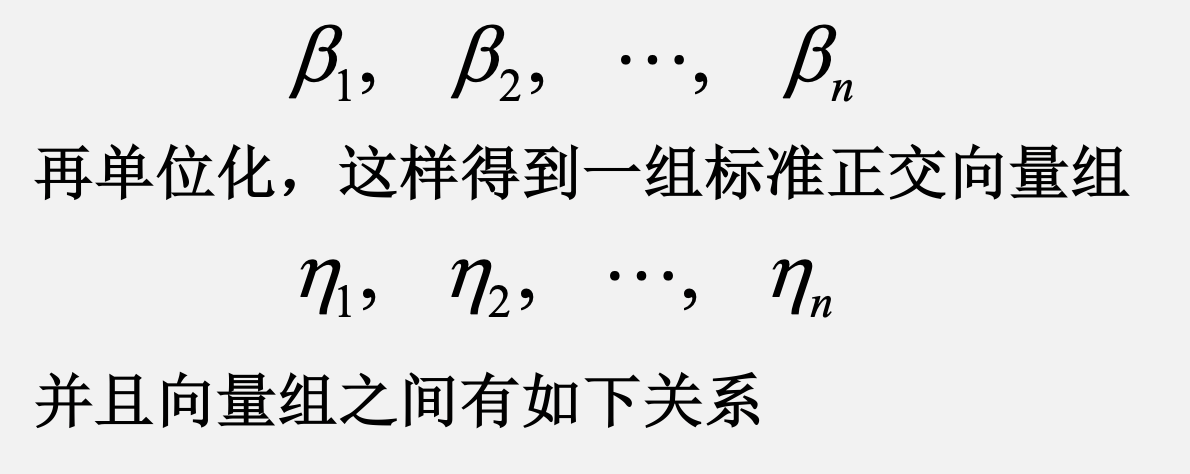 β₁, β₂, ⋯, βₙ
再单位化，这样得到一组标准正交向量组
η₁, η₂, ⋯, ηₙ
并且向量组之间有如下关系